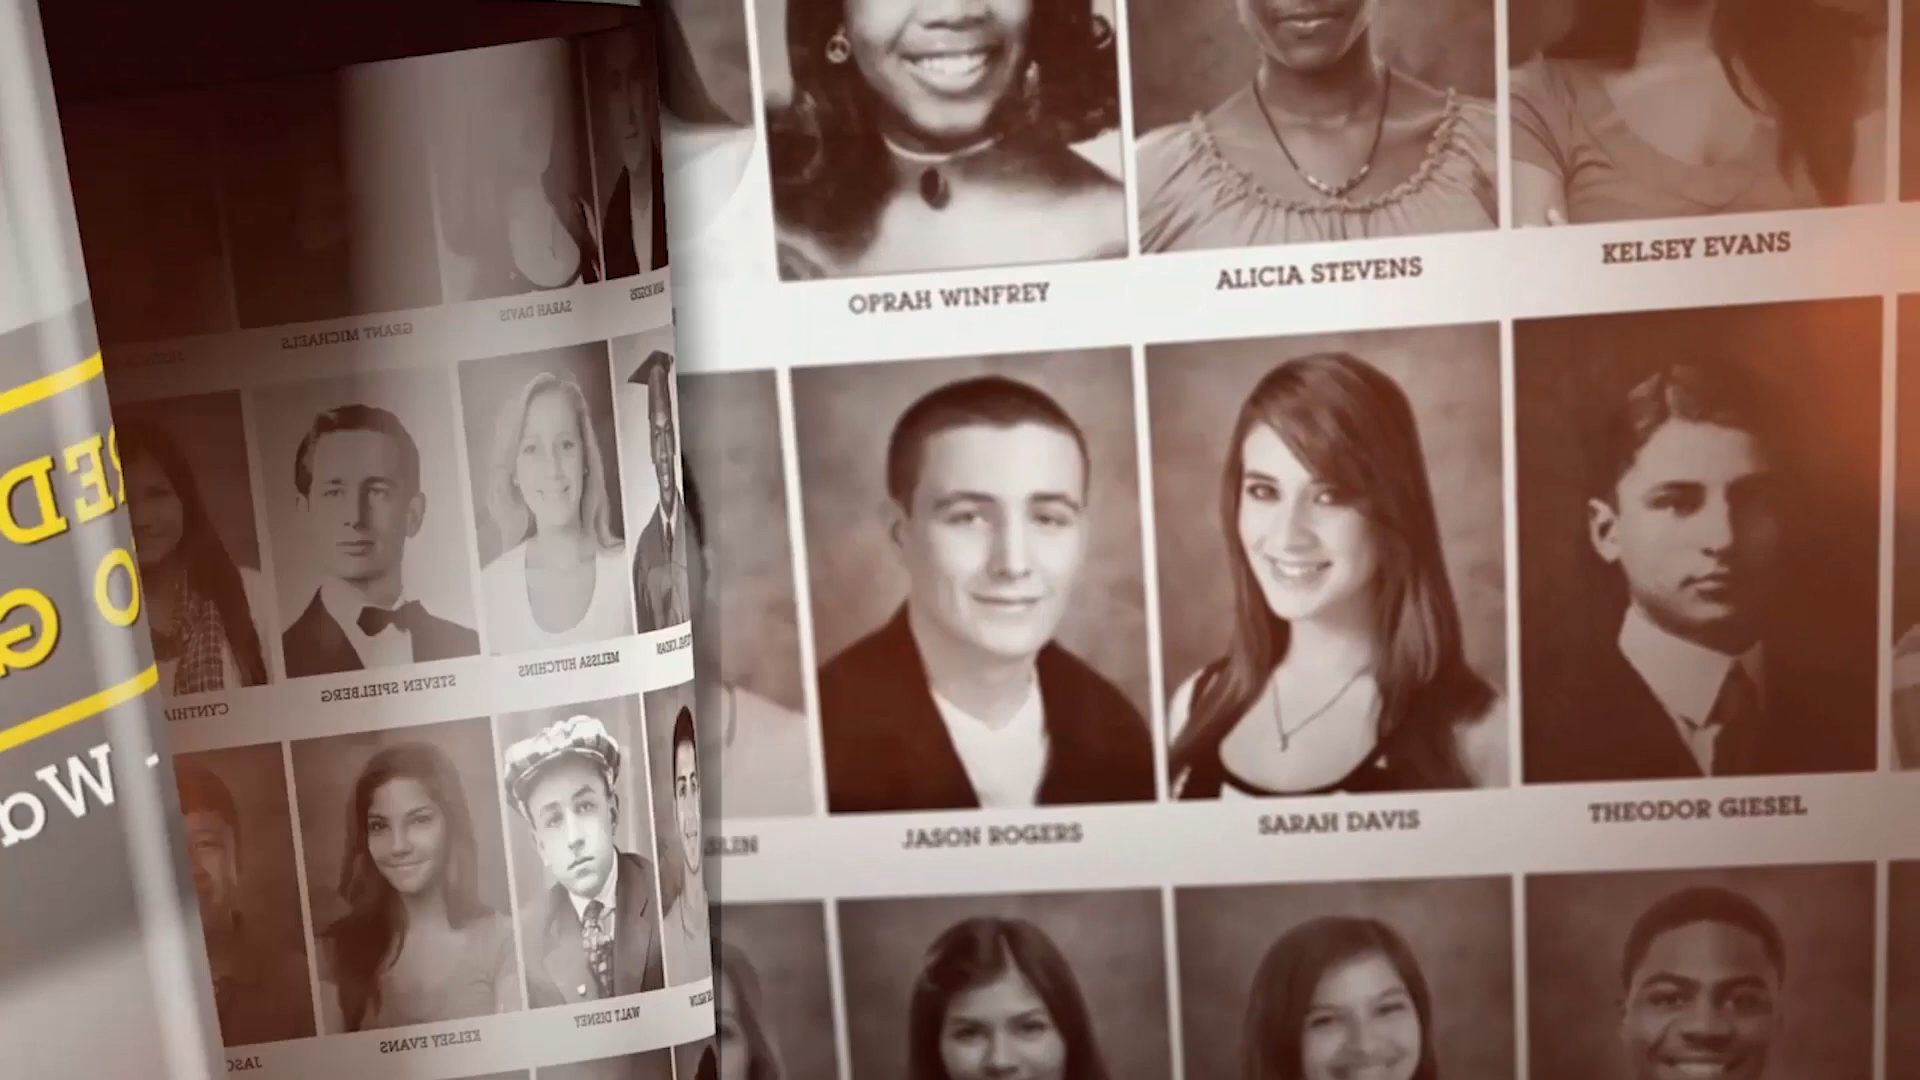 OPRAH WINFREY
ALICIA STEVENS
KELSEY EVANS
JASON ROGERS
SARAH DAVIS
THEODOR GIESEL
GRANT MICHAELS
SARAH DAVIS
STEVEN SPIELBERG
MELISSA HUTCHINS
KELSEY EVANS
WALT DISNEY